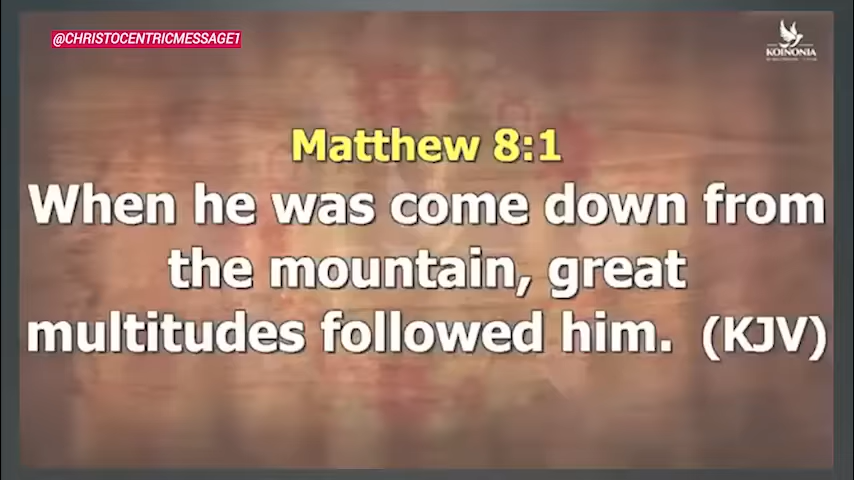 @CHRISTOCENTRICMESSAGE1
KOINONIA
Matthew 8:1
When he was come down from
the mountain, great
multitudes followed him. (KJV)